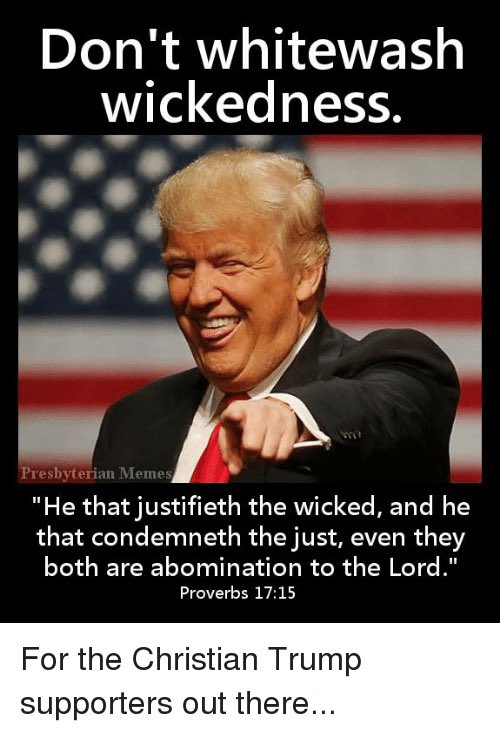 Don't whitewash
wickedness.
Presbyterian Memes
"He that justifieth the wicked, and he
that condemneth the just, even they
both are abomination to the Lord."
Proverbs 17:15
For the Christian Trump
supporters out there...